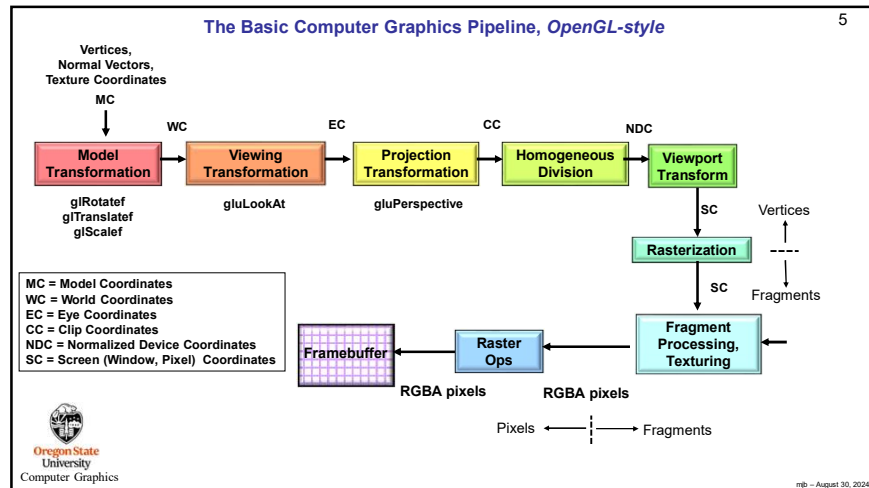 The Basic Computer Graphics Pipeline, OpenGL-style
5
Vertices,
Normal Vectors,
Texture Coordinates
MC
WC
EC
CC
NDC
Model
Transformation
Viewing
Transformation
Projection
Transformation
Homogeneous
Division
Viewport
Transform
glRotatef
glTranslatef
glScalef
gluLookAt
gluPerspective
SC
Vertices
Rasterization
SC
Fragments
MC = Model Coordinates
WC = World Coordinates
EC = Eye Coordinates
CC = Clip Coordinates
NDC = Normalized Device Coordinates
SC = Screen (Window, Pixel) Coordinates
Framebuffer
Raster
Ops
Fragment
Processing,
Texturing
RGBA pixels
RGBA pixels
Pixels
Fragments
Oregon State
University
Computer Graphics
mjb – August 30, 2024